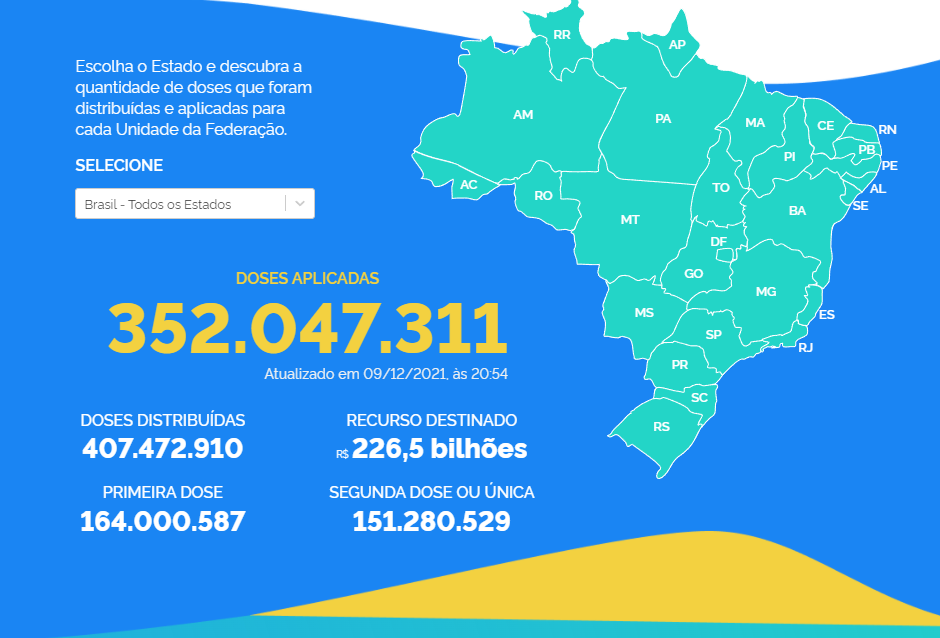 Escolha o Estado e descubra a
quantidade de doses que foram
distribuídas e aplicadas para
cada Unidade da Federação.
SELECIONE
Brasil - Todos os Estados
DOSES APLICADAS
352.047.311
Atualizado em 09/12/2021, às 20:54
DOSES DISTRIBUÍDAS
407.472.910
RECURSO DESTINADO
R$ 226,5 bilhões
PRIMEIRA DOSE
164.000.587
SEGUNDA DOSE OU ÚNICA
151.280.529
RR
AP
AM
PA
MA
CE
RN
PB
PI
PE
AC
RO
TO
AL
SE
BA
MT
DF
GO
MG
MS
ES
SP
RJ
PR
SC
RS